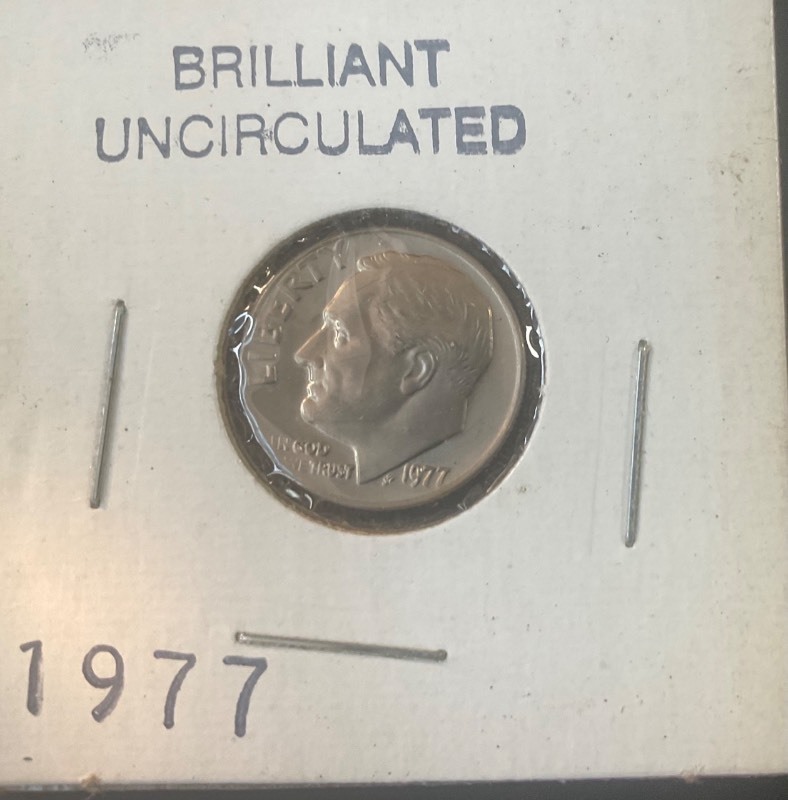 BRILLIANT
UNCIRCULATED
LIBERTY
IN GOD
WE TRUST
1977
1977